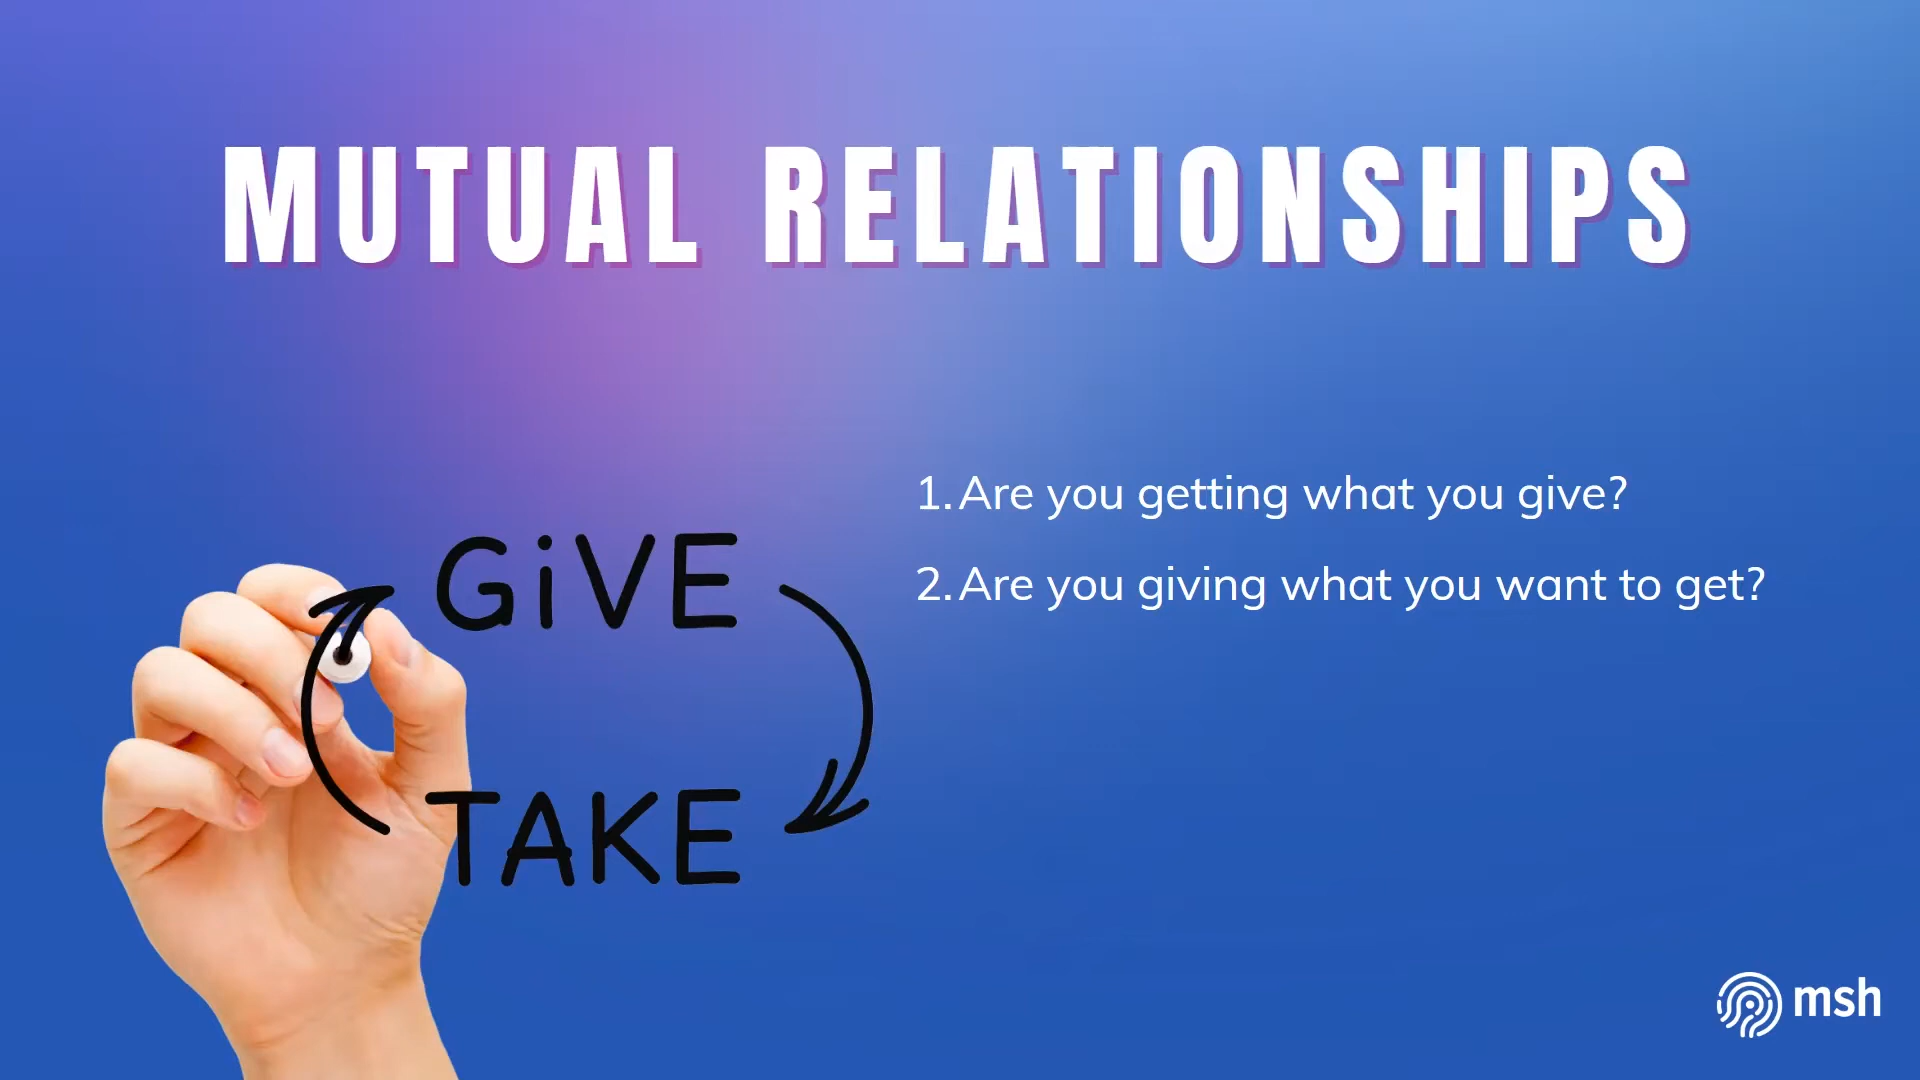 MUTUAL RELATIONSHIPS
1. Are you getting what you give?
2. Are you giving what you want to get?
GiVE
TAKE
msh